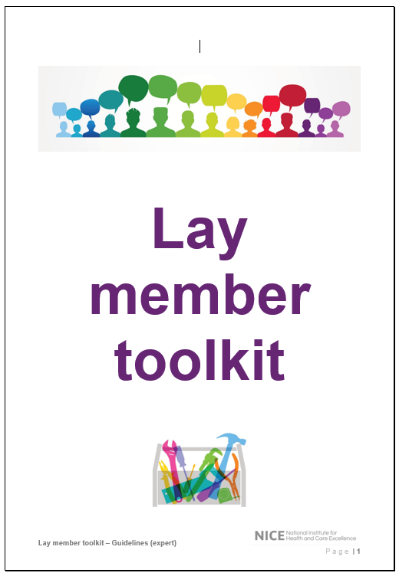 Lay
member
toolkit
Lay member toolkit – Guidelines (expert)
NICE National Institute for
Health and Care Excellence
Page | 1